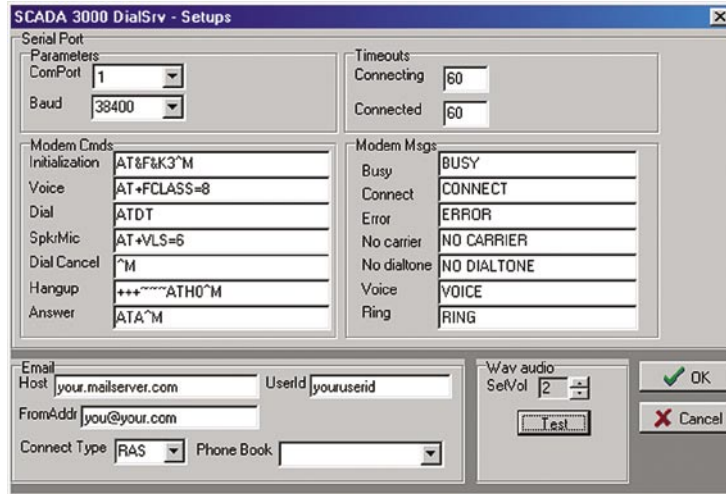 SCADA 3000 DialSrv - Setups
Serial Port
Parameters
ComPort 1
Baud 38400
Timeouts
Connecting 60
Connected 60
Modem Cmds
Initialization AT&F&K3^M
Voice AT+FCLASS=8
Dial ATDT
SpkrMic AT+VLS=6
Dial Cancel ^M
Hangup +++~~~ATH0^M
Answer ATA^M
Modem Msgs
Busy BUSY
Connect CONNECT
Error ERROR
No carrier NO CARRIER
No dialtone NO DIALTONE
Voice VOICE
Ring RING
Email
Host your.mailserver.com UserId youruserid
FromAddr you@your.com
Connect Type RAS Phone Book
Wav audio
SelVol 2
Test
OK
Cancel